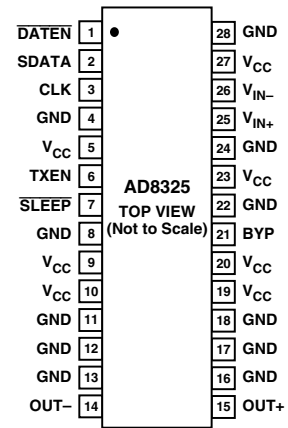 DATEN 1 28 GND
SDATA 2 27 VCC
CLK 3 26 VIN–
GND 4 25 VIN+
VCC 5 24 GND
TXEN 6 23 VCC
SLEEP 7 22 GND
GND 8 21 BYP
VCC 9 20 VCC
VCC 10 19 VCC
GND 11 18 GND
GND 12 17 GND
GND 13 16 GND
OUT– 14 15 OUT+
AD8325
TOP VIEW
(Not to Scale)